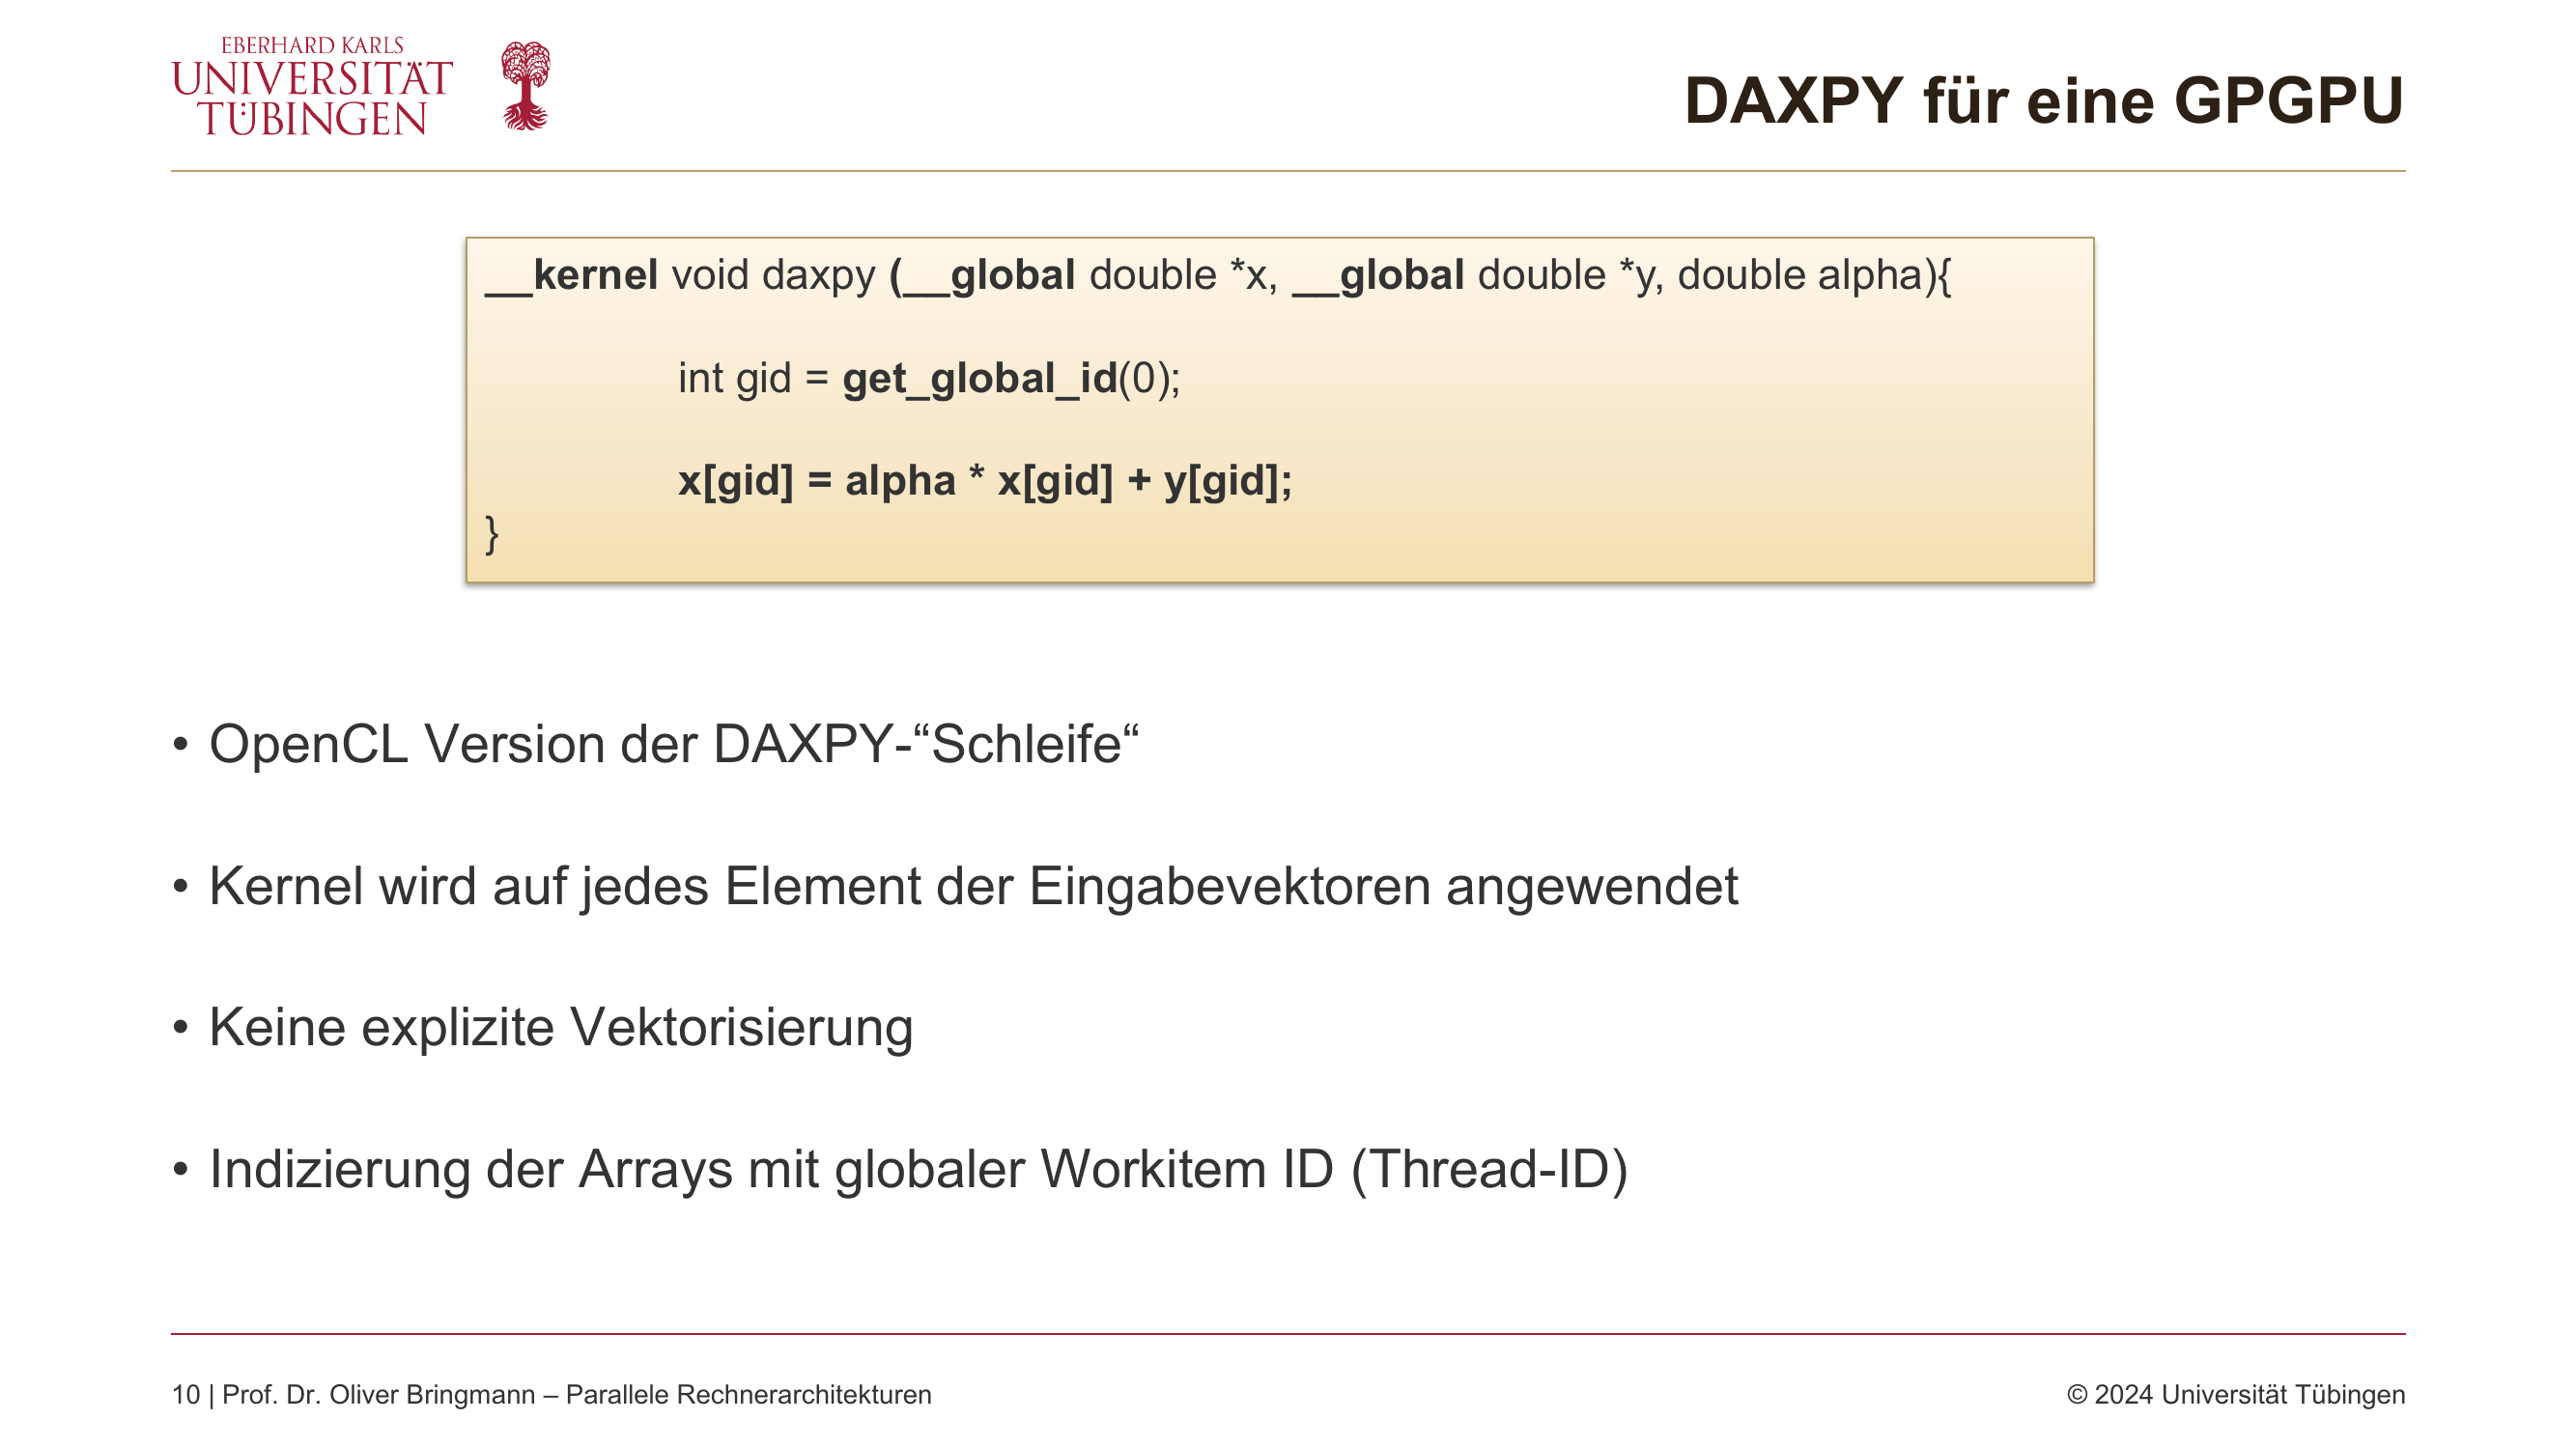 EBERHARD KARLS
UNIVERSITÄT
TÜBINGEN
DAXPY für eine GPGPU
__kernel void daxpy (__global double *x, __global double *y, double alpha){
int gid = get_global_id(0);
x[gid] = alpha * x[gid] + y[gid];
}
• OpenCL Version der DAXPY-“Schleife“
• Kernel wird auf jedes Element der Eingabevektoren angewendet
• Keine explizite Vektorisierung
• Indizierung der Arrays mit globaler Workitem ID (Thread-ID)
10 | Prof. Dr. Oliver Bringmann – Parallele Rechnerarchitekturen
© 2024 Universität Tübingen